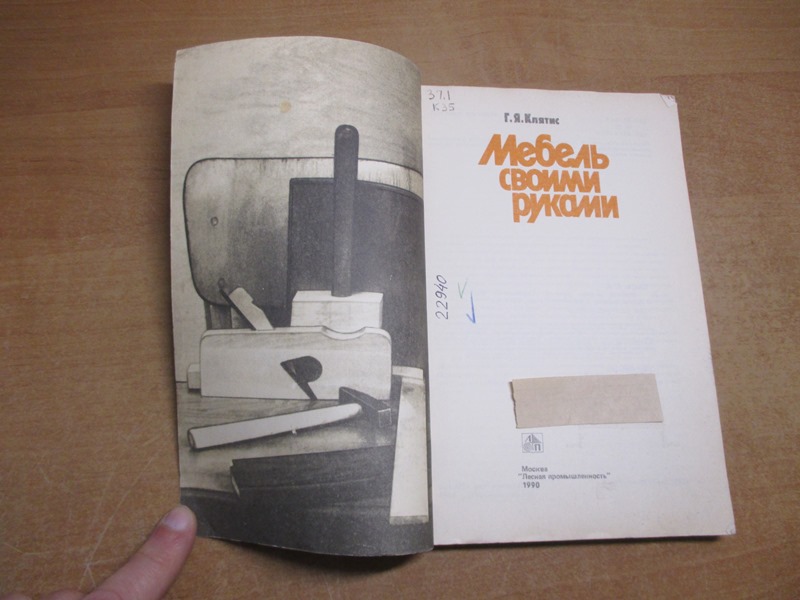 37.1
К35
Г.Я.Клятис
Мебель
своими
руками
22940
Москва
"Лесная промышленность"
1990